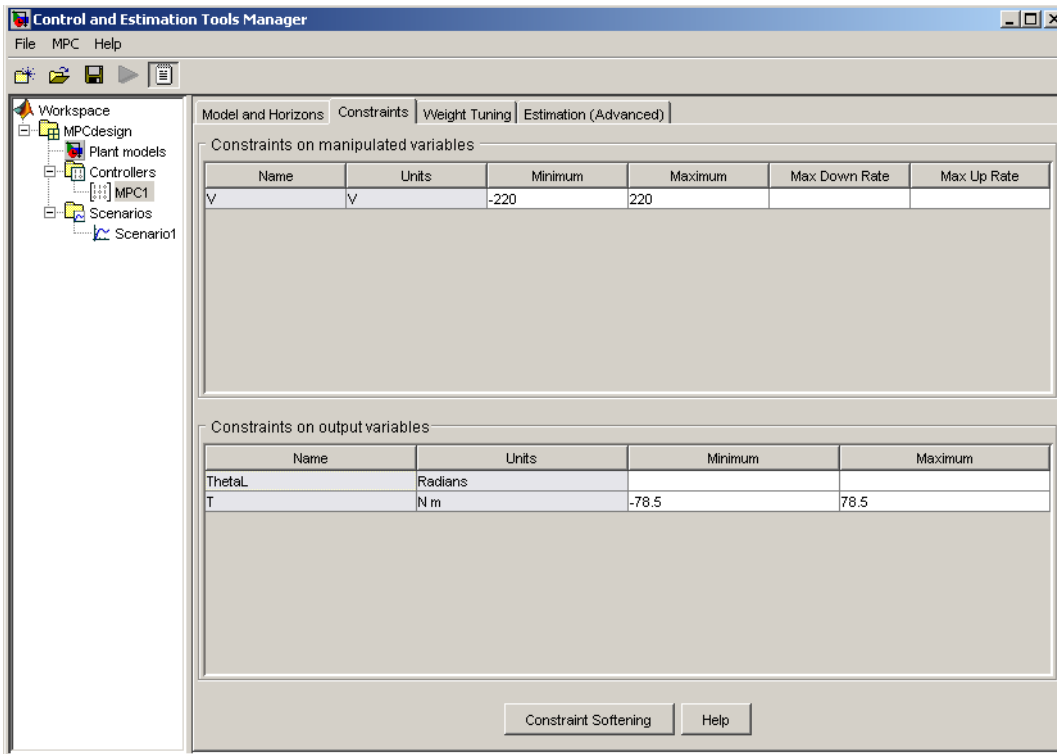 Control and Estimation Tools Manager
File MPC Help
Workspace
MPCdesign
Plant models
Controllers
MPC1
Scenarios
Scenario1
Model and Horizons Constraints Weight Tuning Estimation (Advanced)
Constraints on manipulated variables
Name Units Minimum Maximum Max Down Rate Max Up Rate
V V -220 220
Constraints on output variables
Name Units Minimum Maximum
ThetaL Radians
T N m -78.5 78.5
Constraint Softening Help